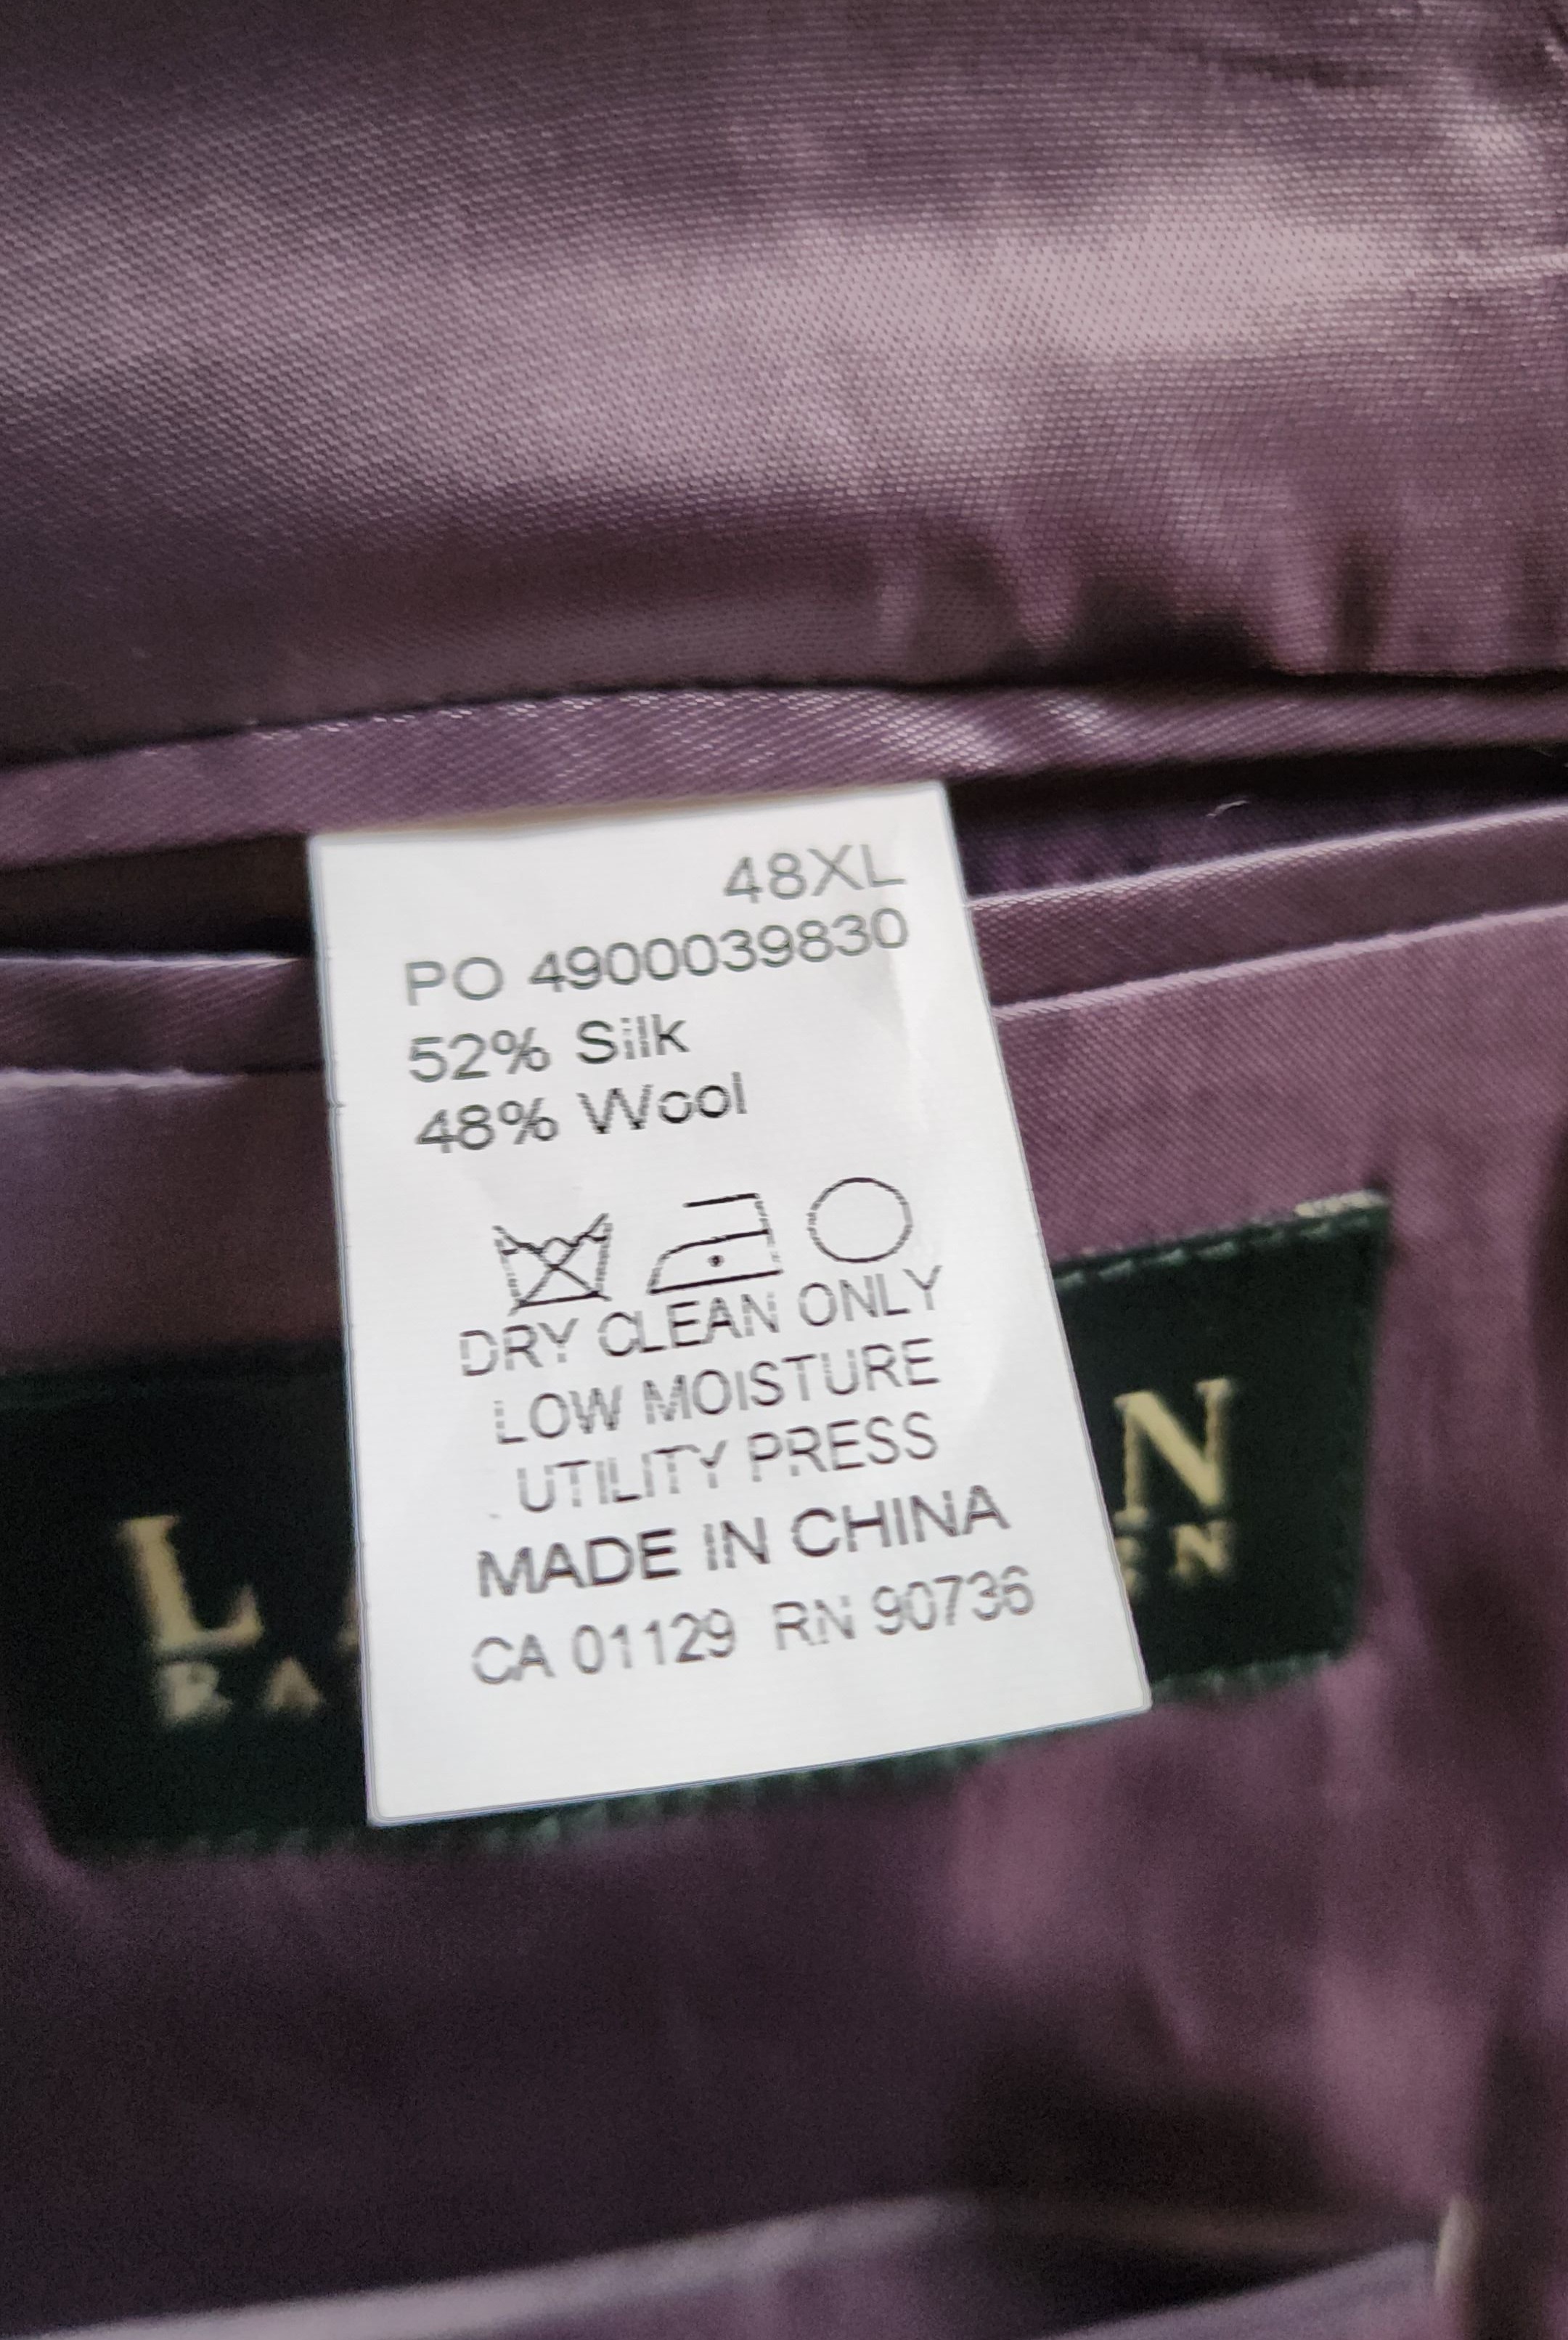 48XL
PO 4900039830
52% Silk
48% Wool
DRY CLEAN ONLY
LOW MOISTURE
UTILITY PRESS
MADE IN CHINA
CA 01129 RN 90736